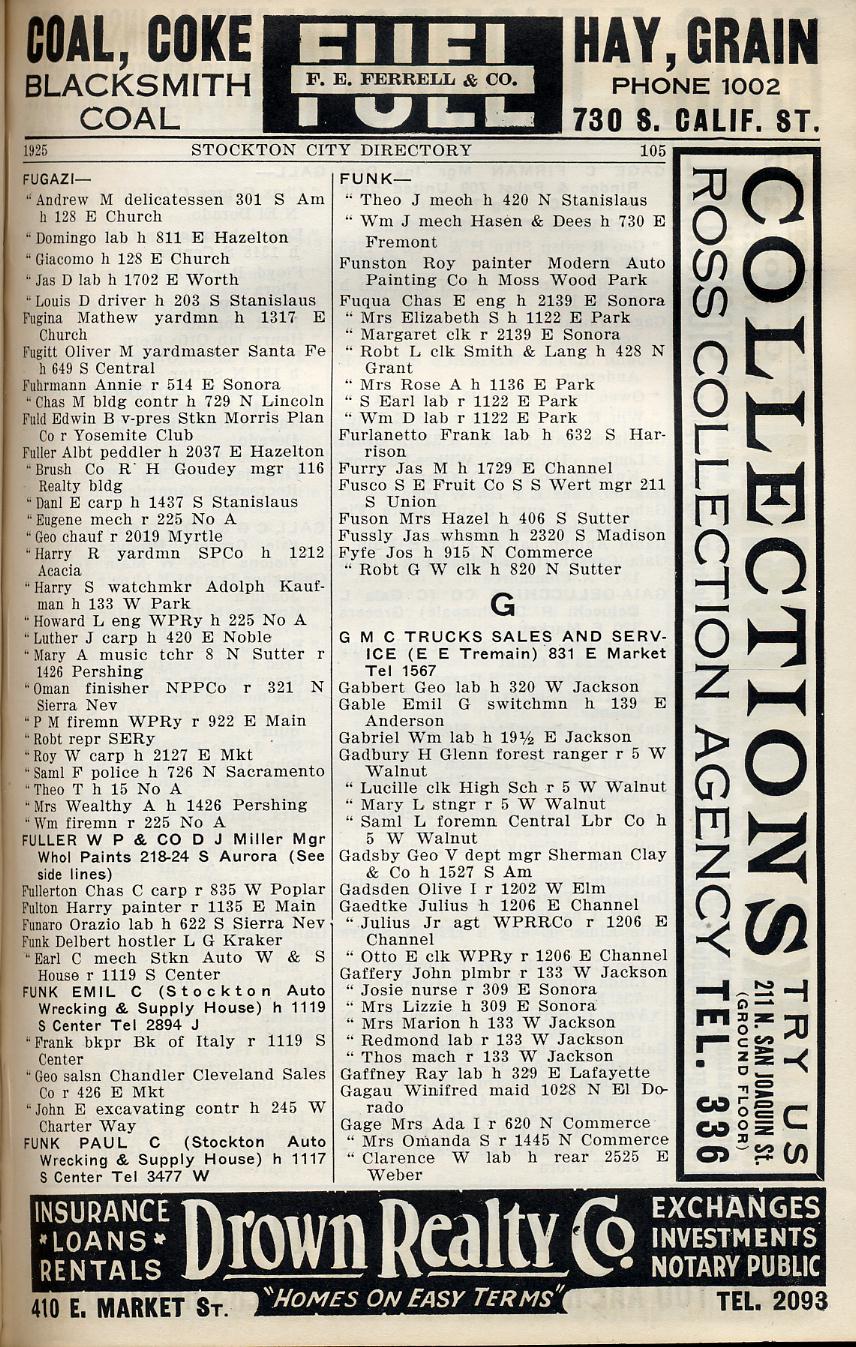 COAL, COKE
BLACKSMITH
COAL
FUEL
F. E. FERRELL & CO.
FULL
HAY, GRAIN
PHONE 1002
730 S. CALIF. ST.
1925 STOCKTON CITY DIRECTORY 105
FUGAZI—
" Andrew M delicatessen 301 S Am
h 128 E Church
" Domingo lab h 811 E Hazelton
" Giacomo h 128 E Church
" Jas D lab h 1702 E Worth
" Louis D driver h 203 S Stanislaus
Fugina Mathew yardmn h 1317 E
Church
Fugitt Oliver M yardmaster Santa Fe
h 649 S Central
Fuhrmann Annie r 514 E Sonora
" Chas M bldg contr h 729 N Lincoln
Fuld Edwin B v-pres Stkn Morris Plan
Co r Yosemite Club
Fuller Albt peddler h 2037 E Hazelton
" Brush Co R H Goudey mgr 116
Realty bldg
" Danl E carp h 1437 S Stanislaus
" Eugene mech r 225 No A
" Geo chauf r 2019 Myrtle
" Harry R yardmn SPCo h 1212
Acacia
" Harry S watchmkr Adolph Kauf-
man h 133 W Park
" Howard L eng WPRy h 225 No A
" Luther J carp h 420 E Noble
" Mary A music tchr 8 N Sutter r
1426 Pershing
" Oman finisher NPPCo r 321 N
Sierra Nev
" P M firemn WPRy r 922 E Main
" Robt repr SERy
" Roy W carp h 2127 E Mkt
" Saml F police h 726 N Sacramento
" Theo T h 15 No A
" Mrs Wealthy A h 1426 Pershing
" Wm firemn r 225 No A
FULLER W P & CO D J Miller Mgr
Whol Paints 218-24 S Aurora (See
side lines)
Fullerton Chas C carp r 835 W Poplar
Fulton Harry painter r 1135 E Main
Funaro Orazio lab h 622 S Sierra Nev
Funk Delbert hostler L G Kraker
" Earl C mech Stkn Auto W & S
House r 1119 S Center
FUNK EMIL C (Stockton Auto
Wrecking & Supply House) h 1119
S Center Tel 2894 J
" Frank bkpr Bk of Italy r 1119 S
Center
" Geo salsn Chandler Cleveland Sales
Co r 426 E Mkt
" John E excavating contr h 245 W
Charter Way
FUNK PAUL C (Stockton Auto
Wrecking & Supply House) h 1117
S Center Tel 3477 W
FUNK—
" Theo J mech h 420 N Stanislaus
" Wm J mech Hasen & Dees h 730 E
Fremont
Funston Roy painter Modern Auto
Painting Co h Moss Wood Park
Fuqua Chas E eng h 2139 E Sonora
" Mrs Elizabeth S h 1122 E Park
" Margaret clk r 2139 E Sonora
" Robt L clk Smith & Lang h 428 N
Grant
" Mrs Rose A h 1136 E Park
" S Earl lab r 1122 E Park
" Wm D lab r 1122 E Park
Furlanetto Frank lab h 632 S Har-
rison
Furry Jas M h 1729 E Channel
Fusco S E Fruit Co S S Wert mgr 211
S Union
Fuson Mrs Hazel h 406 S Sutter
Fussly Jas whsmn h 2320 S Madison
Fyfe Jos h 915 N Commerce
" Robt G W clk h 820 N Sutter
G
G M C TRUCKS SALES AND SERV-
ICE (E E Tremain) 831 E Market
Tel 1567
Gabbert Geo lab h 320 W Jackson
Gable Emil G switchmn h 139 E
Anderson
Gabriel Wm lab h 19½ E Jackson
Gadbury H Glenn forest ranger r 5 W
Walnut
" Lucille clk High Sch r 5 W Walnut
" Mary L stngr r 5 W Walnut
" Saml L foremn Central Lbr Co h
5 W Walnut
Gadsby Geo V dept mgr Sherman Clay
& Co h 1527 S Am
Gadsden Olive I r 1202 W Elm
Gaedtke Julius h 1206 E Channel
" Julius Jr agt WPRRCo r 1206 E
Channel
" Otto E clk WPRy r 1206 E Channel
Gaffery John plmbr r 133 W Jackson
" Josie nurse r 309 E Sonora
" Mrs Lizzie h 309 E Sonora
" Mrs Marion h 133 W Jackson
" Redmond lab r 133 W Jackson
" Thos mach r 133 W Jackson
Gaffney Ray lab h 329 E Lafayette
Gagau Winifred maid 1028 N El Do-
rado
Gage Mrs Ada I r 620 N Commerce
" Mrs Omanda S r 1445 N Commerce
" Clarence W lab h rear 2525 E
Weber
COLLECTIONS TRY US
211 N. SAN JOAQUIN St.
(GROUND FLOOR)
ROSS COLLECTION AGENCY TEL. 336
INSURANCE
*LOANS*
RENTALS
Drown Realty Co.
EXCHANGES
INVESTMENTS
NOTARY PUBLIC
410 E. MARKET ST.
"HOMES ON EASY TERMS"
TEL. 2093